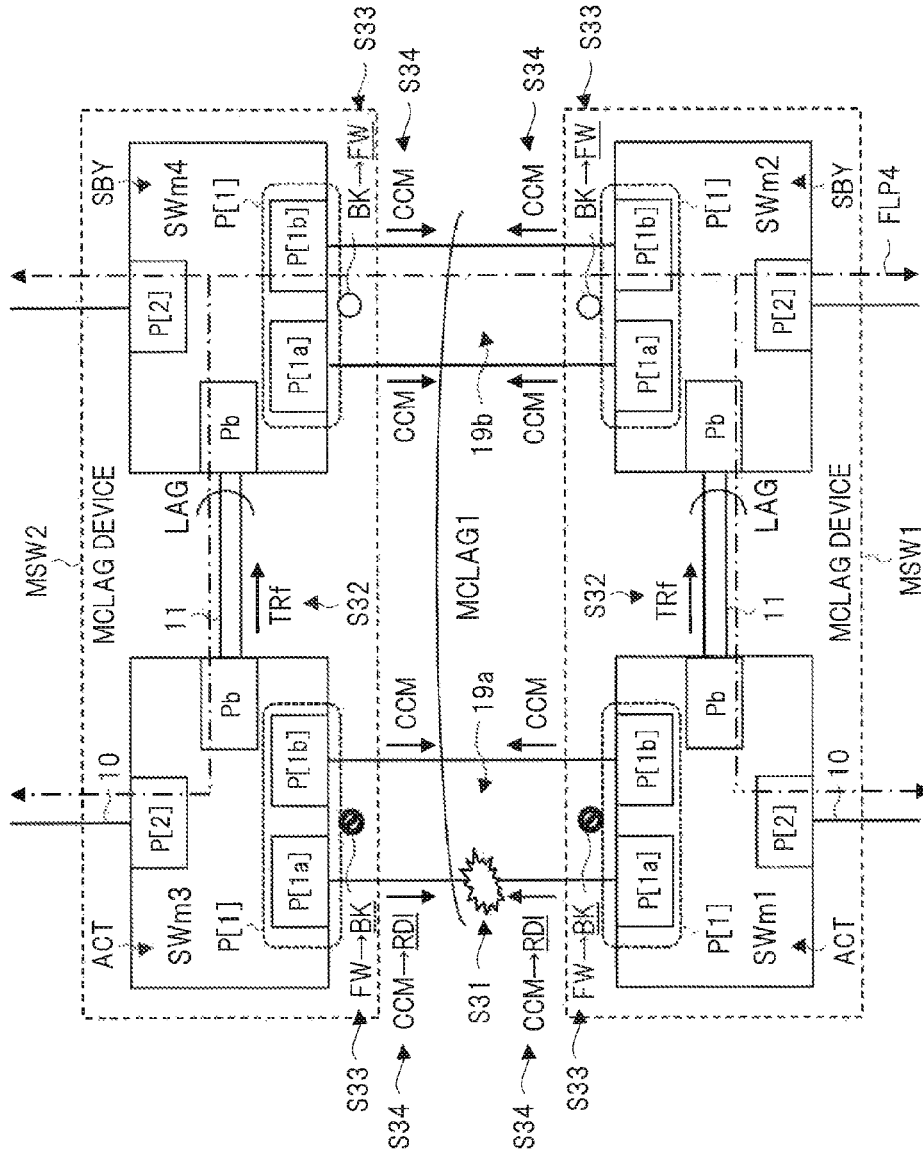 MSW2
MCLAG DEVICE
ACT
SWm3
P[2]
10
11
Pb
LAG
Pb
P[2]
SWm4
SBY
P[1]
P[1a]
P[1b]
TRf
S32
P[1a]
P[1b]
P[1]
S33
FW→BK
BK→FW
S33
S34
CCM→RDI
CCM
CCM
CCM
S34
S31
19a
MCLAG1
19b
S34
CCM→RDI
CCM
CCM
CCM
S34
S33
FW→BK
BK→FW
S33
P[1]
P[1a]
P[1b]
S32
TRf
P[1a]
P[1b]
P[1]
SWm1
Pb
Pb
SWm2
P[2]
11
LAG
P[2]
ACT
10
MCLAG DEVICE
SBY
MSW1
FLP4